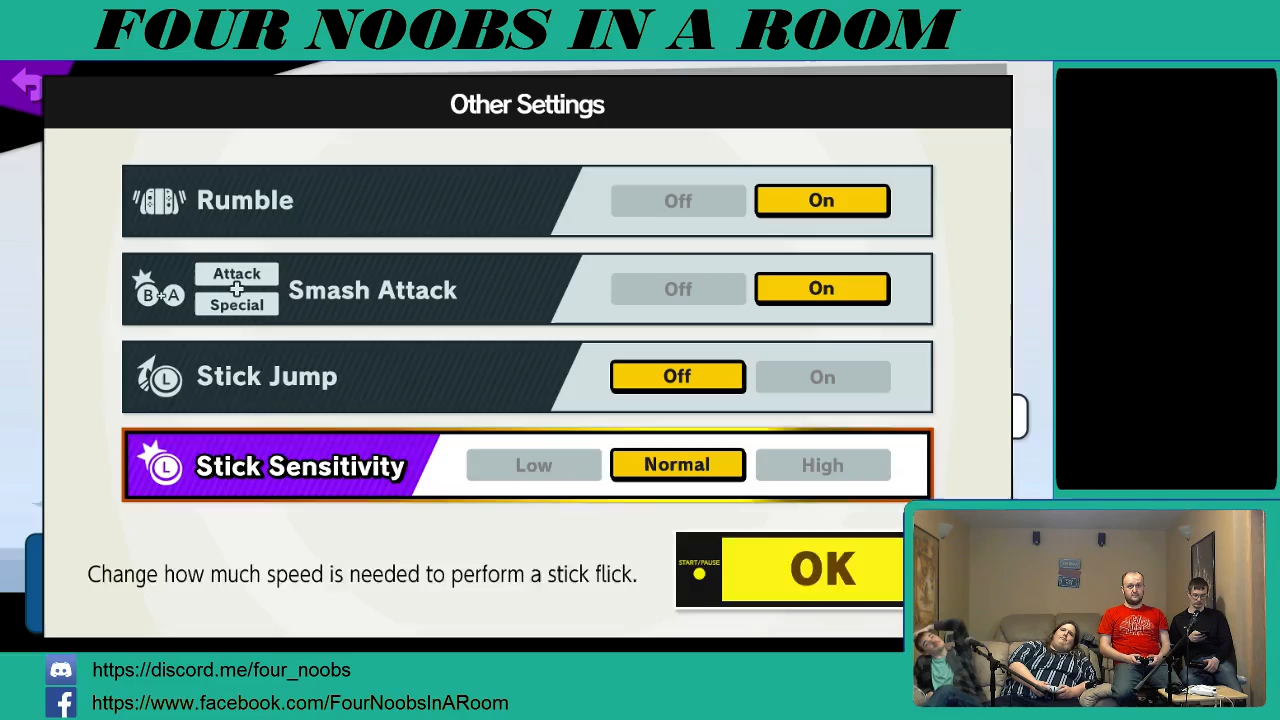 FOUR NOOBS IN A ROOM
Other Settings
Rumble Off On
B+A Attack + Special Smash Attack Off On
L Stick Jump Off On
L Stick Sensitivity Low Normal High
Change how much speed is needed to perform a stick flick.
START/PAUSE OK
https://discord.me/four_noobs
https://www.facebook.com/FourNoobsInARoom